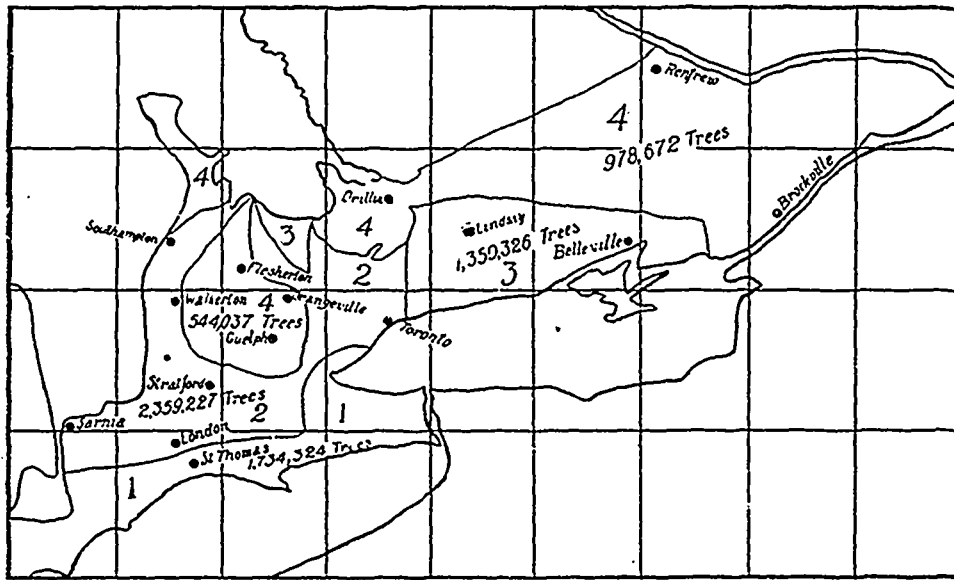 Renfrew
4
978,672 Trees
4
Brockville
Orillia
Southampton
3
4
Lindsay
1,359,326 Trees
Belleville
2
3
Flesherton
Walkerton
4
Orangeville
544,037 Trees
Guelph
Toronto
Stratford
2,359,227 Trees
2
1
Sarnia
London
St Thomas
1,734,324 Trees
1